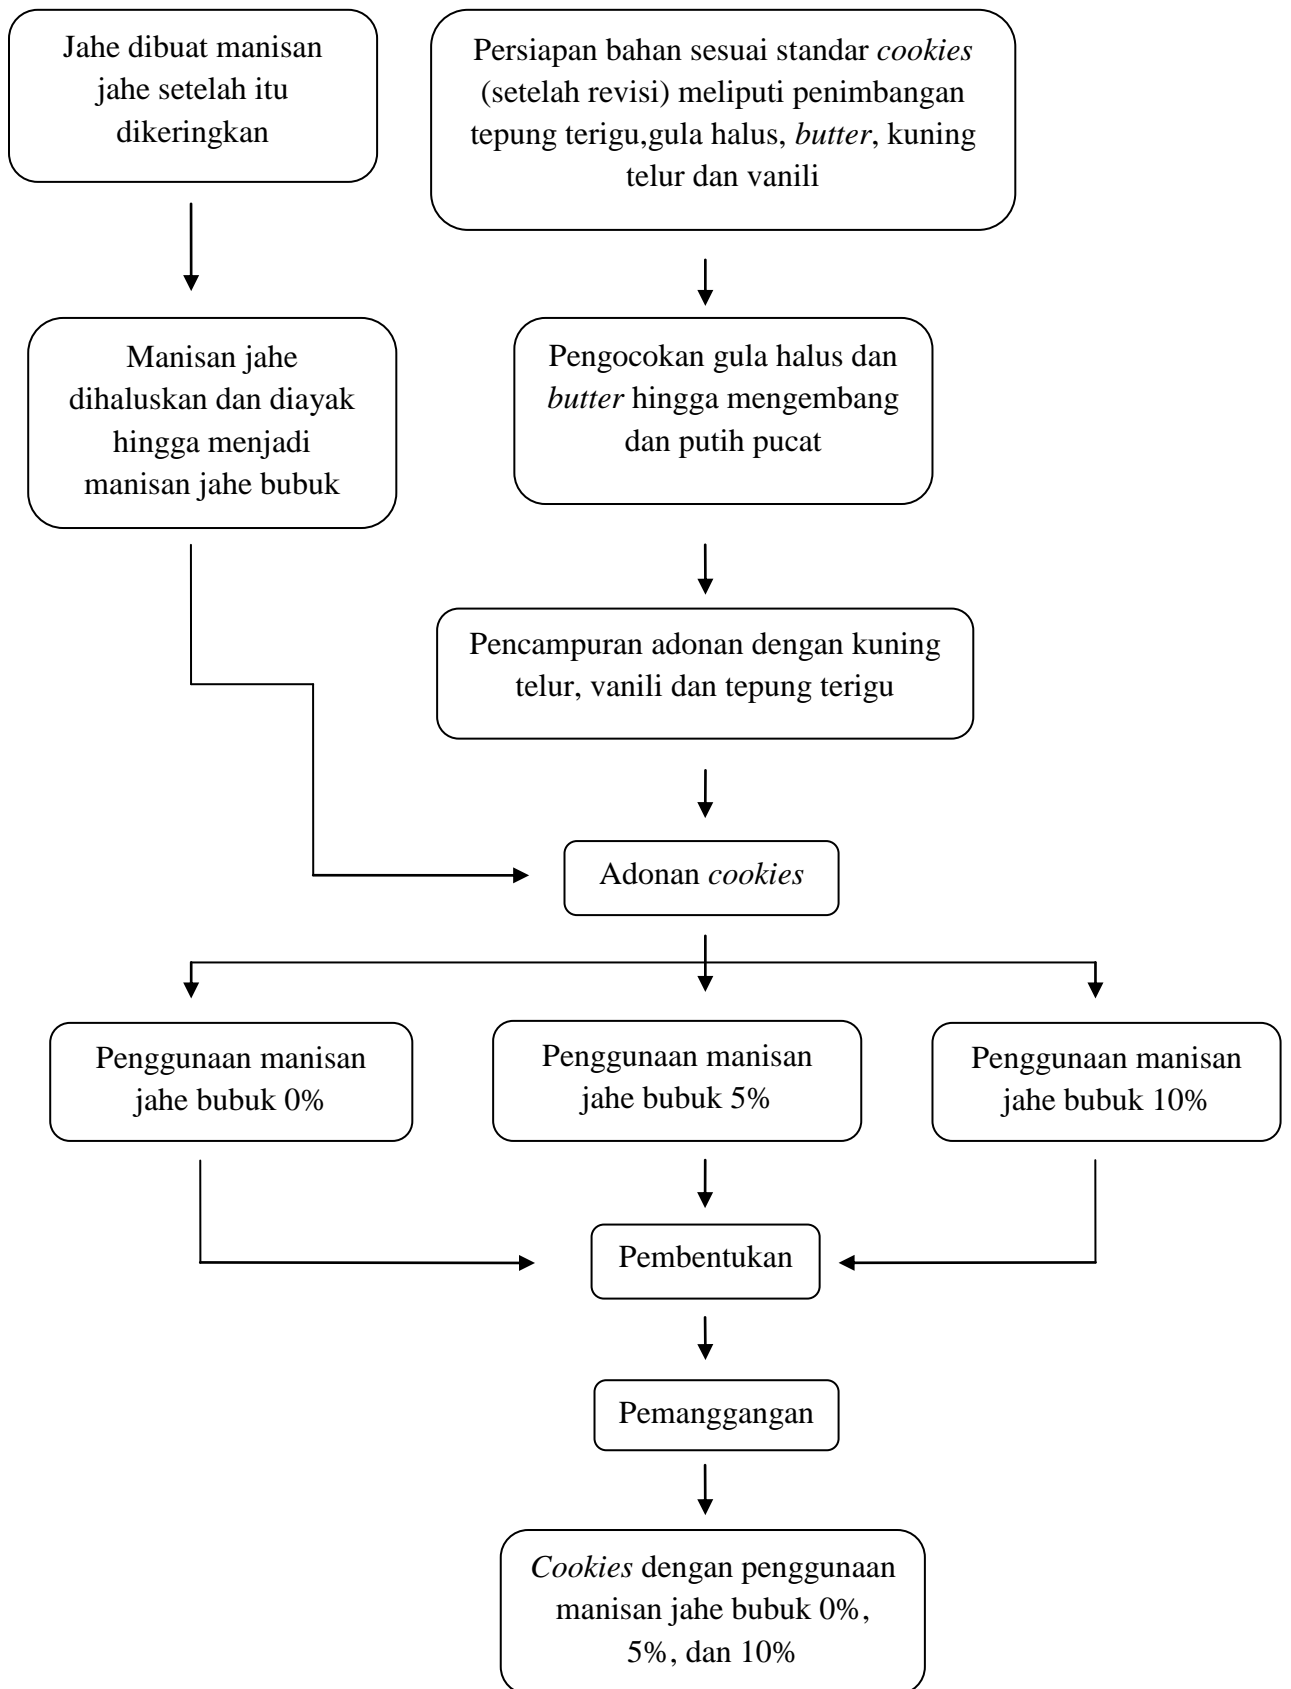 Jahe dibuat manisan
jahe setelah itu
dikeringkan
Persiapan bahan sesuai standar cookies
(setelah revisi) meliputi penimbangan
tepung terigu,gula halus, butter, kuning
telur dan vanili
Manisan jahe
dihaluskan dan diayak
hingga menjadi
manisan jahe bubuk
Pengocokan gula halus dan
butter hingga mengembang
dan putih pucat
Pencampuran adonan dengan kuning
telur, vanili dan tepung terigu
Adonan cookies
Penggunaan manisan
jahe bubuk 0%
Penggunaan manisan
jahe bubuk 5%
Penggunaan manisan
jahe bubuk 10%
Pembentukan
Pemanggangan
Cookies dengan penggunaan
manisan jahe bubuk 0%,
5%, dan 10%